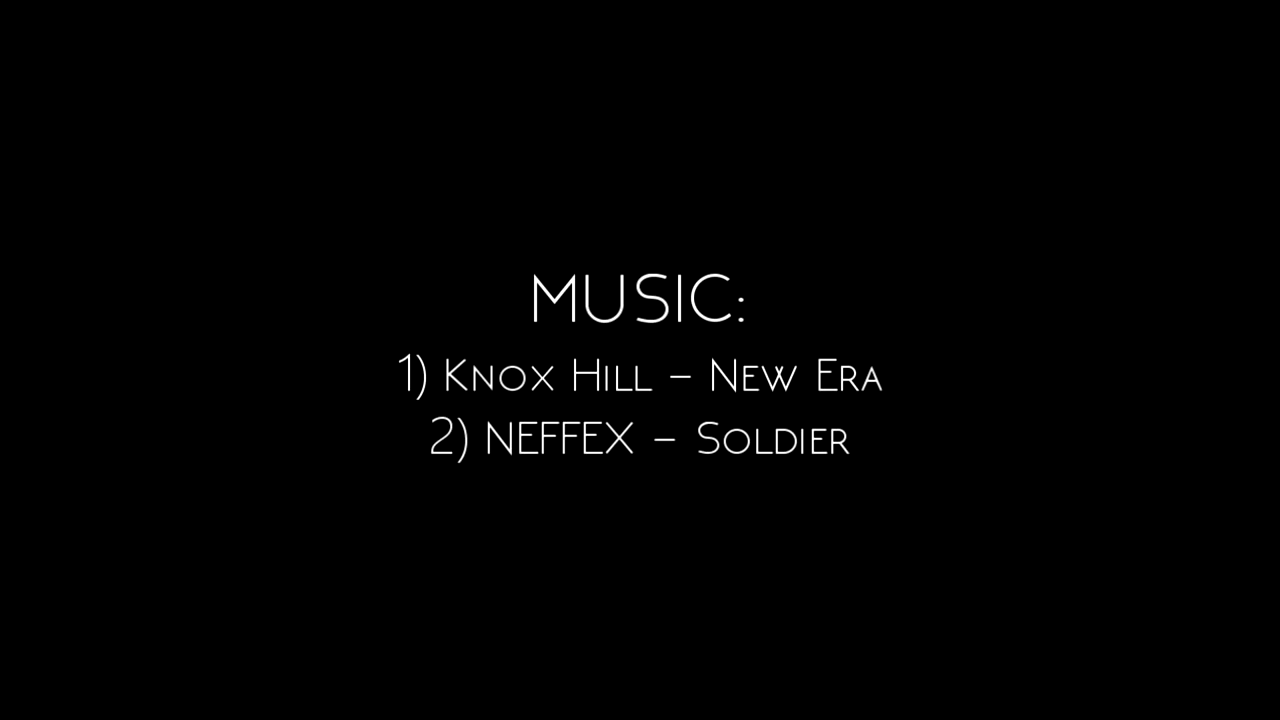 MUSIC:
1) Knox Hill – New Era
2) NEFFEX – Soldier